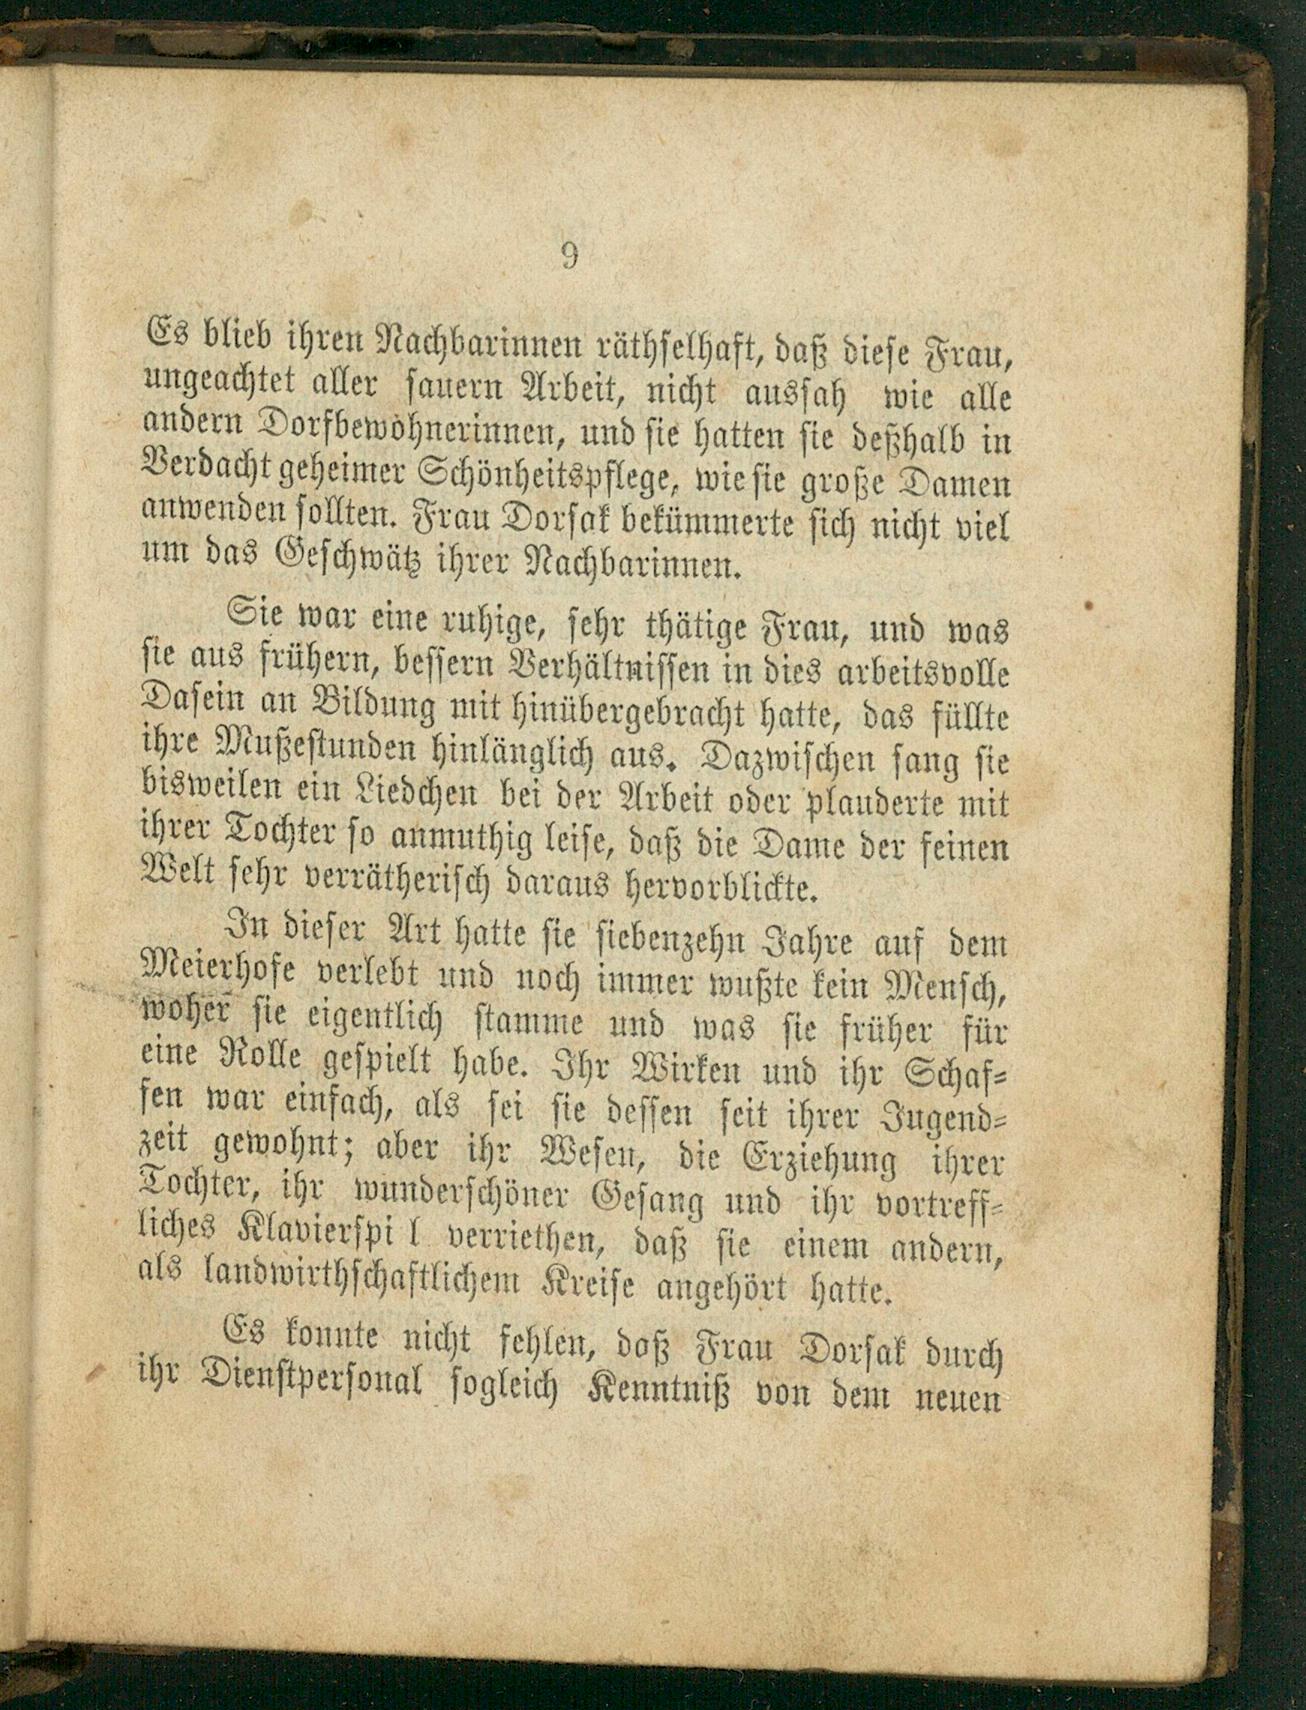 9
Es blieb ihren Nachbarinnen räthselhaft, daß diese Frau,
ungeachtet aller sauern Arbeit, nicht aussah wie alle
andern Dorfbewohnerinnen, und sie hatten sie deßhalb in
Verdacht geheimer Schönheitspflege, wie sie große Damen
anwenden sollten. Frau Dorsak bekümmerte sich nicht viel
um das Geschwätz ihrer Nachbarinnen.
Sie war eine ruhige, sehr thätige Frau, und was
sie aus frühern, bessern Verhältnissen in dies arbeitsvolle
Dasein an Bildung mit hinübergebracht hatte, das füllte
ihre Mußestunden hinlänglich aus. Dazwischen sang sie
bisweilen ein Liedchen bei der Arbeit oder plauderte mit
ihrer Tochter so anmuthig leise, daß die Dame der feinen
Welt sehr verrätherisch daraus hervorblickte.
In dieser Art hatte sie siebenzehn Jahre auf dem
Meierhofe verlebt und noch immer wußte kein Mensch,
woher sie eigentlich stamme und was sie früher für
eine Rolle gespielt habe. Ihr Wirken und ihr Schaf-
fen war einfach, als sei sie dessen seit ihrer Jugend-
zeit gewohnt; aber ihr Wesen, die Erziehung ihrer
Tochter, ihr wunderschöner Gesang und ihr vortreff-
liches Klavierspi l verriethen, daß sie einem andern,
als landwirthschaftlichem Kreise angehört hatte.
Es konnte nicht fehlen, daß Frau Dorsak durch
ihr Dienstpersonal sogleich Kenntniß von dem neuen